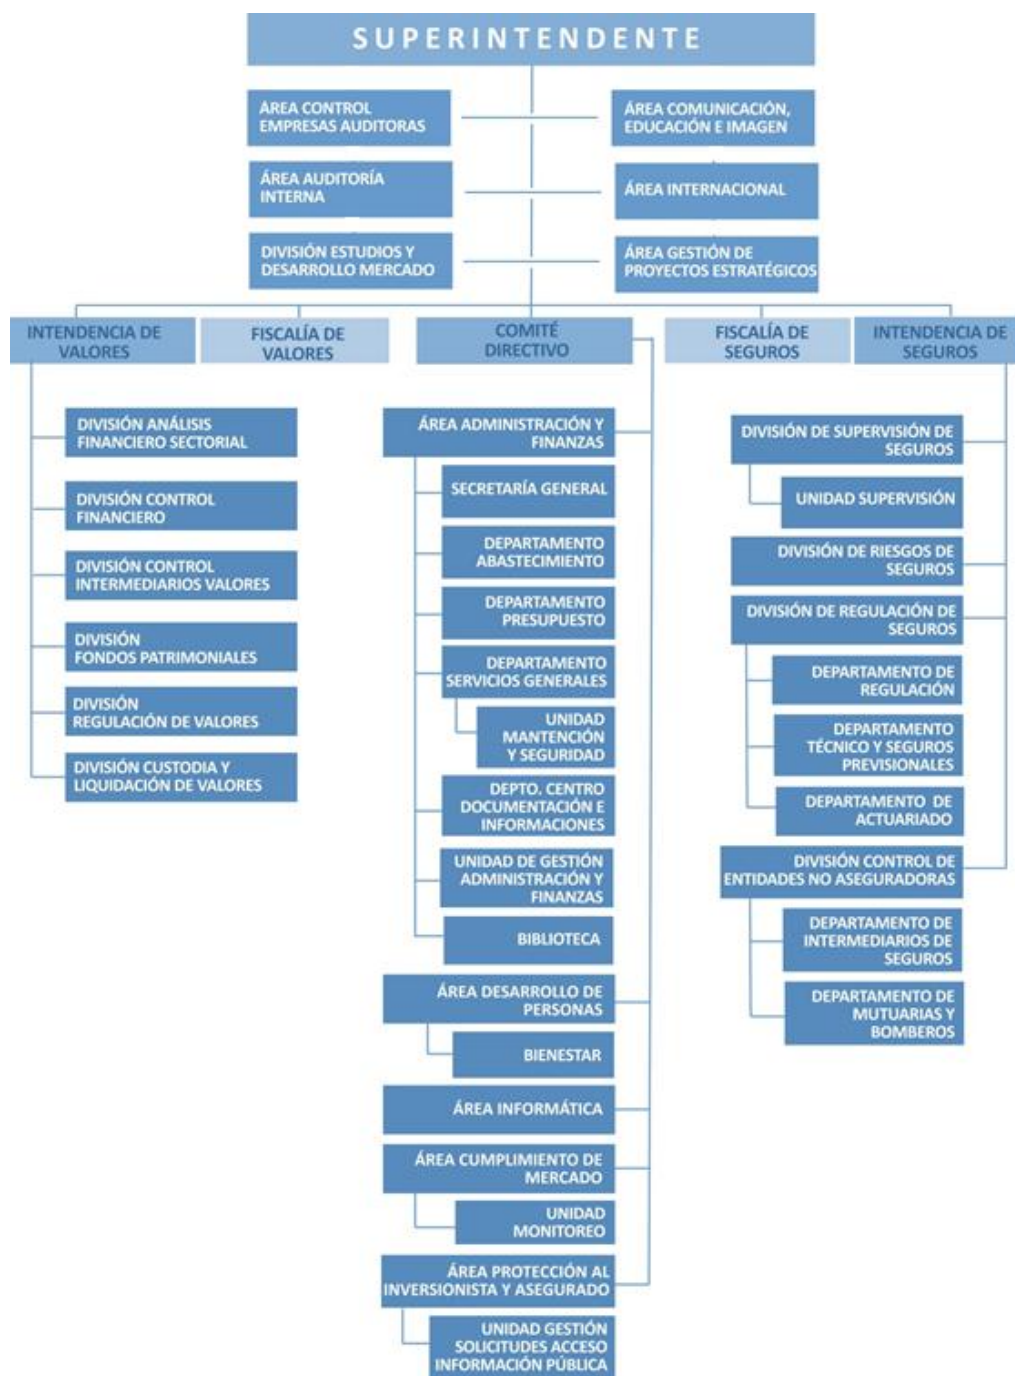 SUPERINTENDENTE
ÁREA CONTROL
EMPRESAS AUDITORAS
ÁREA COMUNICACIÓN,
EDUCACIÓN E IMAGEN
ÁREA AUDITORÍA
INTERNA
ÁREA INTERNACIONAL
DIVISIÓN ESTUDIOS Y
DESARROLLO MERCADO
ÁREA GESTIÓN DE
PROYECTOS ESTRATÉGICOS
INTENDENCIA DE
VALORES
FISCALÍA DE
VALORES
COMITÉ
DIRECTIVO
FISCALÍA DE
SEGUROS
INTENDENCIA DE
SEGUROS
DIVISIÓN ANÁLISIS
FINANCIERO SECTORIAL
DIVISIÓN CONTROL
FINANCIERO
DIVISIÓN CONTROL
INTERMEDIARIOS VALORES
DIVISIÓN
FONDOS PATRIMONIALES
DIVISIÓN
REGULACIÓN DE VALORES
DIVISIÓN CUSTODIA Y
LIQUIDACIÓN DE VALORES
ÁREA ADMINISTRACIÓN Y
FINANZAS
SECRETARÍA GENERAL
DEPARTAMENTO
ABASTECIMIENTO
DEPARTAMENTO
PRESUPUESTO
DEPARTAMENTO
SERVICIOS GENERALES
UNIDAD
MANTENCIÓN
Y SEGURIDAD
DEPTO. CENTRO
DOCUMENTACIÓN E
INFORMACIONES
UNIDAD DE GESTIÓN
ADMINISTRACIÓN Y
FINANZAS
BIBLIOTECA
ÁREA DESARROLLO DE
PERSONAS
BIENESTAR
ÁREA INFORMÁTICA
ÁREA CUMPLIMIENTO DE
MERCADO
UNIDAD
MONITOREO
ÁREA PROTECCIÓN AL
INVERSIONISTA Y ASEGURADO
UNIDAD GESTIÓN
SOLICITUDES ACCESO
INFORMACIÓN PÚBLICA
DIVISIÓN DE SUPERVISIÓN DE
SEGUROS
UNIDAD SUPERVISIÓN
DIVISIÓN DE RIESGOS DE
SEGUROS
DIVISIÓN DE REGULACIÓN DE
SEGUROS
DEPARTAMENTO DE
REGULACIÓN
DEPARTAMENTO
TÉCNICO Y SEGUROS
PREVISIONALES
DEPARTAMENTO DE
ACTUARIADO
DIVISIÓN CONTROL DE
ENTIDADES NO ASEGURADORAS
DEPARTAMENTO DE
INTERMEDIARIOS DE
SEGUROS
DEPARTAMENTO DE
MUTUARIAS Y
BOMBEROS